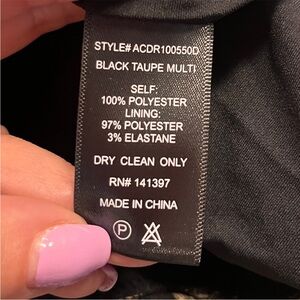 STYLE# ACDR100550D
BLACK TAUPE MULTI
SELF:
100% POLYESTER
LINING:
97% POLYESTER
3% ELASTANE
DRY CLEAN ONLY
RN# 141397
MADE IN CHINA
P